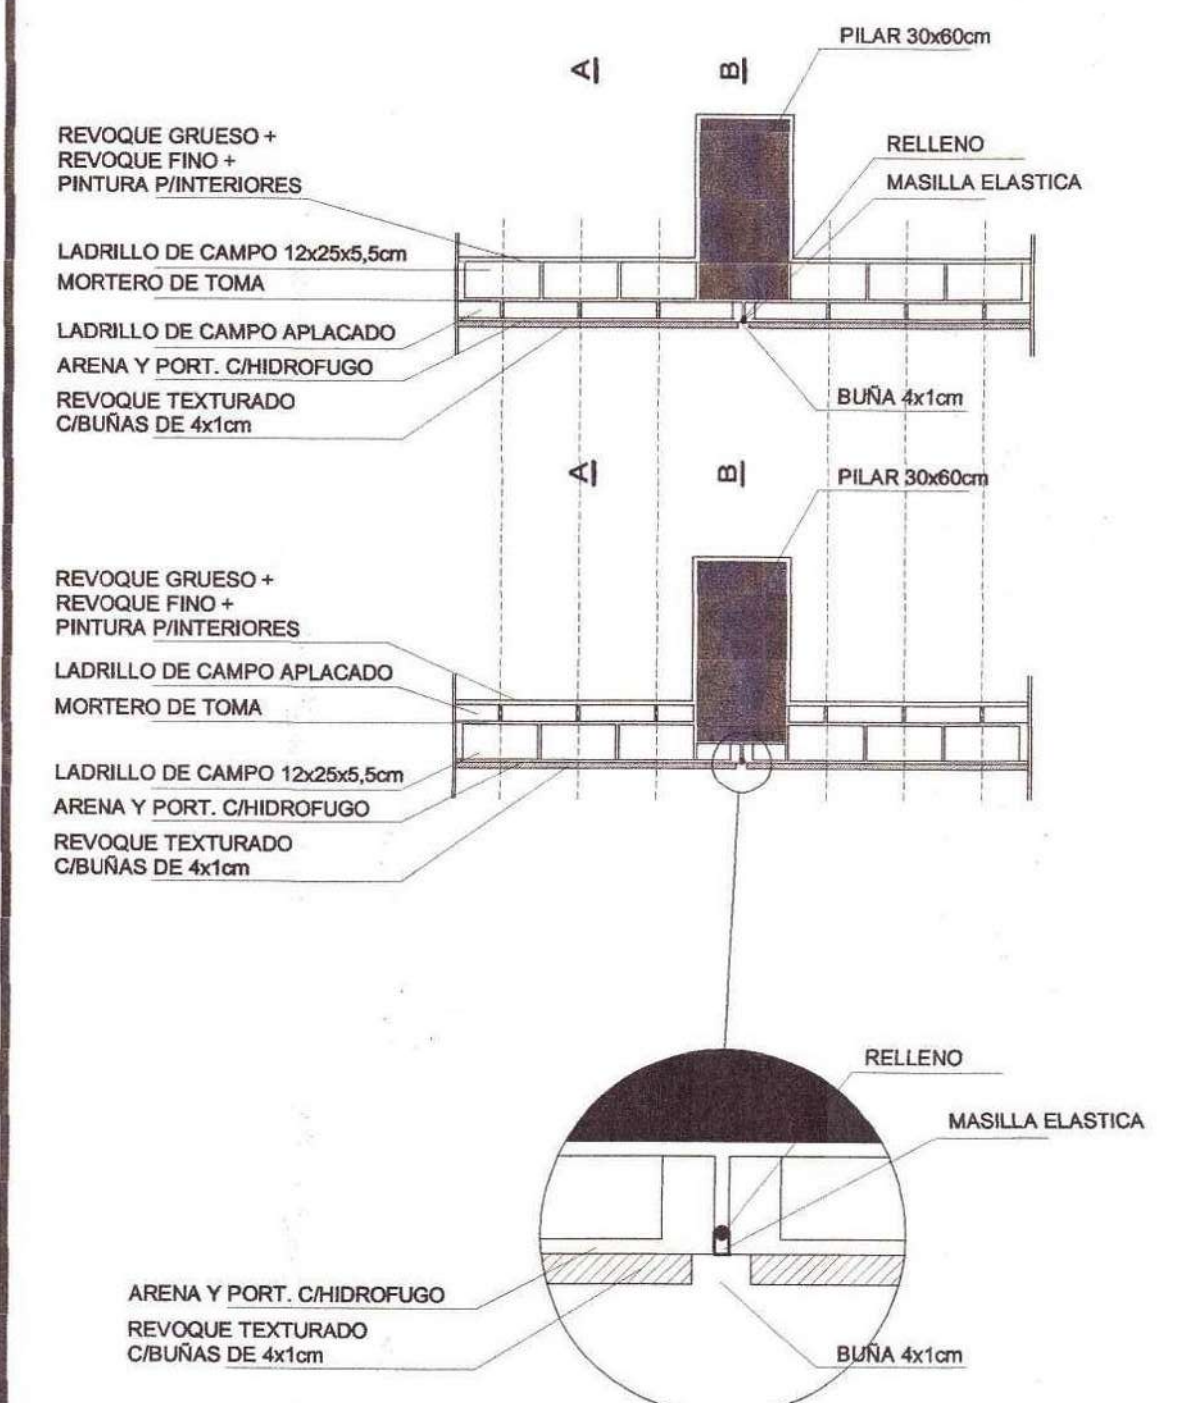 PILAR 30x60cm
A
B
REVOQUE GRUESO +
REVOQUE FINO +
PINTURA P/INTERIORES
RELLENO
MASILLA ELASTICA
LADRILLO DE CAMPO 12x25x5,5cm
MORTERO DE TOMA
LADRILLO DE CAMPO APLACADO
ARENA Y PORT. C/HIDROFUGO
REVOQUE TEXTURADO
C/BUÑAS DE 4x1cm
BUÑA 4x1cm
A
B
PILAR 30x60cm
REVOQUE GRUESO +
REVOQUE FINO +
PINTURA P/INTERIORES
LADRILLO DE CAMPO APLACADO
MORTERO DE TOMA
LADRILLO DE CAMPO 12x25x5,5cm
ARENA Y PORT. C/HIDROFUGO
REVOQUE TEXTURADO
C/BUÑAS DE 4x1cm
RELLENO
MASILLA ELASTICA
ARENA Y PORT. C/HIDROFUGO
REVOQUE TEXTURADO
C/BUÑAS DE 4x1cm
BUÑA 4x1cm